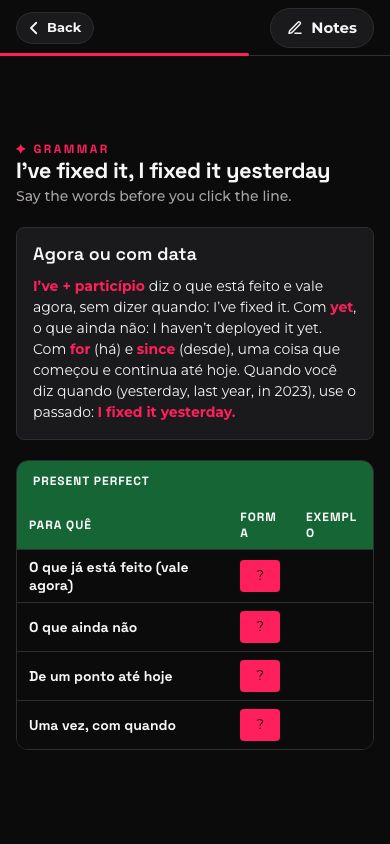 Back
Notes
GRAMMAR
I've fixed it, I fixed it yesterday
Say the words before you click the line.
Agora ou com data
I've + particípio diz o que está feito e vale
agora, sem dizer quando: I've fixed it. Com yet,
o que ainda não: I haven't deployed it yet.
Com for (há) e since (desde), uma coisa que
começou e continua até hoje. Quando você
diz quando (yesterday, last year, in 2023), use o
passado: I fixed it yesterday.
PRESENT PERFECT
PARA QUÊ
FORM
A
EXEMPL
O
O que já está feito (vale
agora)
?
O que ainda não
?
De um ponto até hoje
?
Uma vez, com quando
?